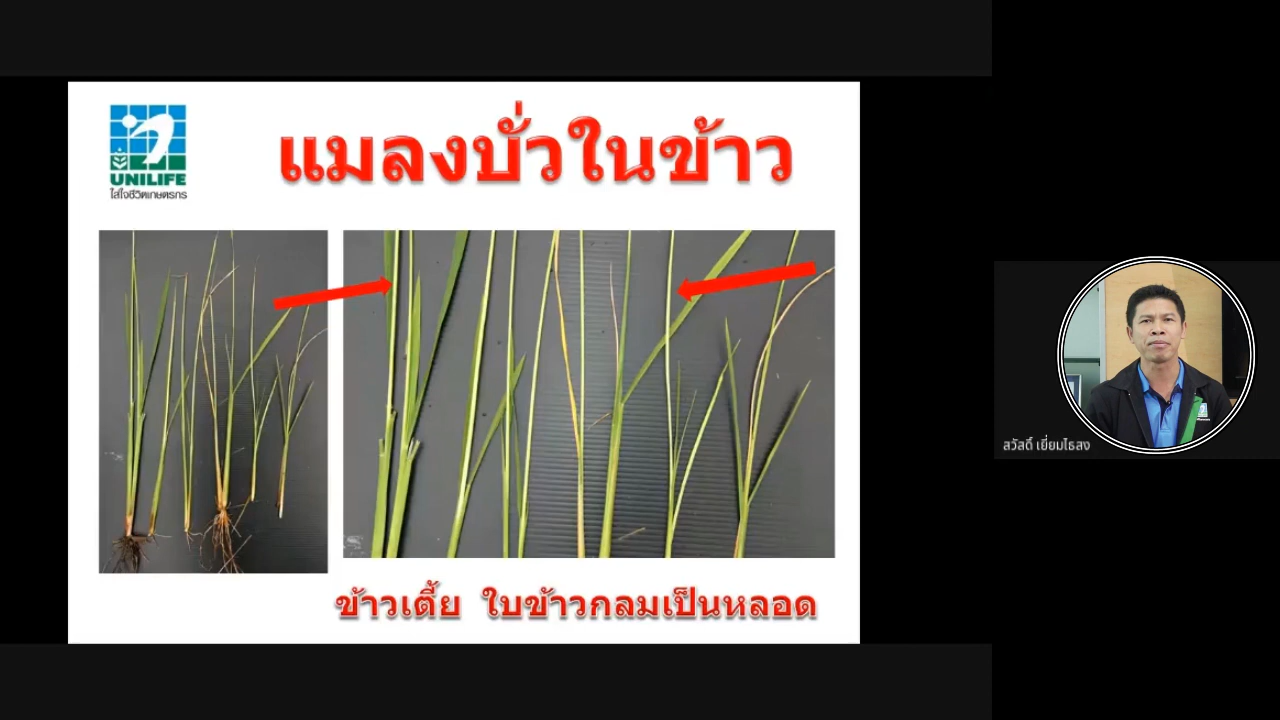 แมลงบั่วในข้าว
UNILIFE
ใส่ใจชีวิตเกษตรกร
ข้าวเตี้ย ใบข้าวกลมเป็นหลอด
สวัสดิ์ เยี่ยมไธสง